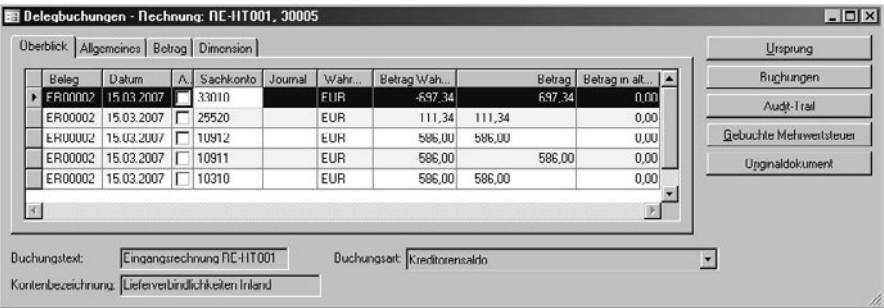 Delegbuchungen - Rechnung: RE-HT001, 30005
Überblick Allgemeines Betrag Dimension
Beleg Datum A. Sachkonto Journal Währ... Betrag Wäh... Betrag Betrag in alt...
ER00002 15.03.2007 33010 EUR -697,34 697,34 0,00
ER00002 15.03.2007 25520 EUR 111,34 111,34 0,00
ER00002 15.03.2007 10912 EUR 586,00 586,00 0,00
ER00002 15.03.2007 10911 EUR -586,00 586,00 0,00
ER00002 15.03.2007 10310 EUR 586,00 586,00 0,00
Ursprung
Buchungen
Audit-Trail
Gebuchte Mehrwertsteuer
Originaldokument
Buchungstext: Eingangsrechnung RE-HT001 Buchungsart: Kreditorensaldo
Kontenbezeichnung: Lieferverbindlichkeiten Inland